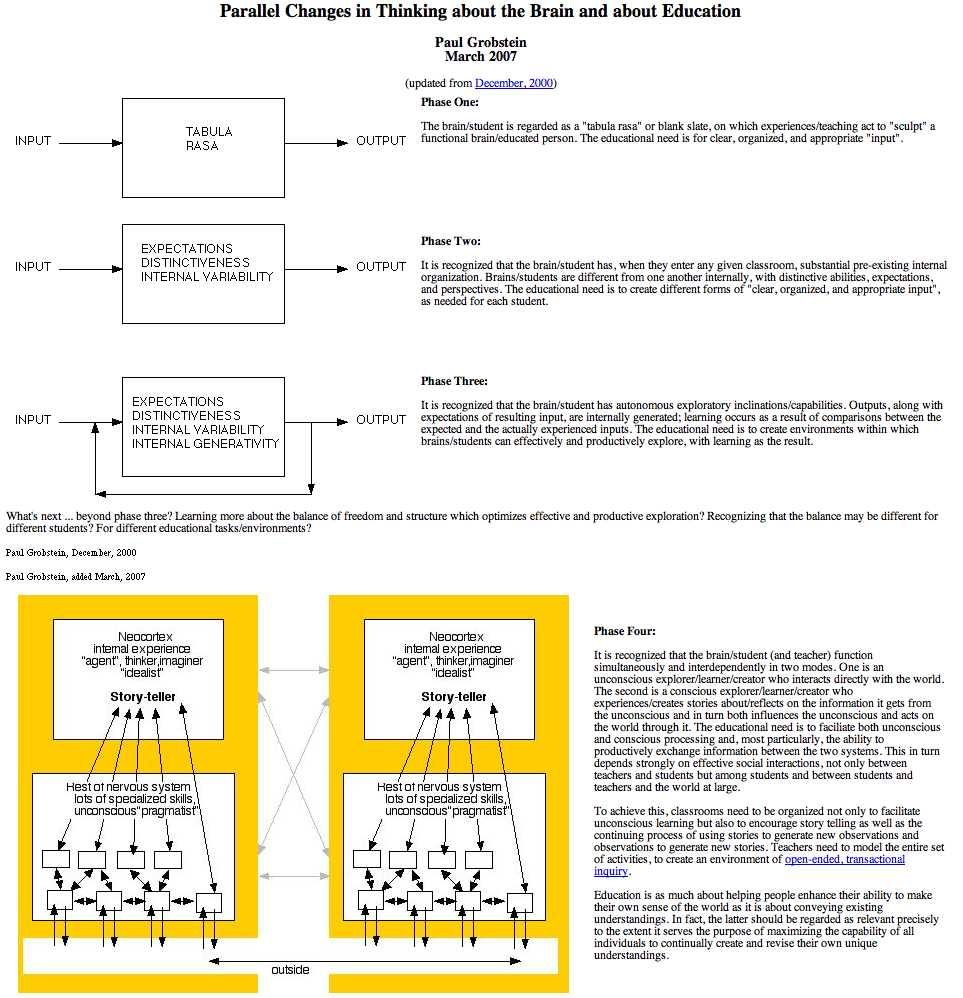 Parallel Changes in Thinking about the Brain and about Education
Paul Grobstein
March 2007
(updated from December, 2000)
INPUT
TABULA
RASA
OUTPUT
Phase One:
The brain/student is regarded as a "tabula rasa" or blank slate, on which experiences/teaching act to "sculpt" a
functional brain/educated person. The educational need is for clear, organized, and appropriate "input".
INPUT
EXPECTATIONS
DISTINCTIVENESS
INTERNAL VARIABILITY
OUTPUT
Phase Two:
It is recognized that the brain/student has, when they enter any given classroom, substantial pre-existing internal
organization. Brains/students are different from one another internally, with distinctive abilities, expectations,
and perspectives. The educational need is to create different forms of "clear, organized, and appropriate input",
as needed for each student.
INPUT
EXPECTATIONS
DISTINCTIVENESS
INTERNAL VARIABILITY
INTERNAL GENERATIVITY
OUTPUT
Phase Three:
It is recognized that the brain/student has autonomous exploratory inclinations/capabilities. Outputs, along with
expectations of resulting input, are internally generated; learning occurs as a result of comparisons between the
expected and the actually experienced inputs. The educational need is to create environments within which
brains/students can effectively and productively explore, with learning as the result.
What's next ... beyond phase three? Learning more about the balance of freedom and structure which optimizes effective and productive exploration? Recognizing that the balance may be different for
different students? For different educational tasks/environments?
Paul Grobstein, December, 2000
Paul Grobstein, added March, 2007
Neocortex
internal experience
"agent", thinker,imaginer
"idealist"
Story-teller
Rest of nervous system
lots of specialized skills,
unconscious"pragmatist"
Neocortex
internal experience
"agent", thinker,imaginer
"idealist"
Story-teller
Rest of nervous system
lots of specialized skills,
unconscious"pragmatist"
outside
Phase Four:
It is recognized that the brain/student (and teacher) function
simultaneously and interdependently in two modes. One is an
unconscious explorer/learner/creator who interacts directly with the world.
The second is a conscious explorer/learner/creator who
experiences/creates stories about/reflects on the information it gets from
the unconscious and in turn both influences the unconscious and acts on
the world through it. The educational need is to faciliate both unconscious
and conscious processing and, most particularly, the ability to
productively exchange information between the two systems. This in turn
depends strongly on effective social interactions, not only between
teachers and students but among students and between students and
teachers and the world at large.
To achieve this, classrooms need to be organized not only to facilitate
unconscious learning but also to encourage story telling as well as the
continuing process of using stories to generate new observations and
observations to generate new stories. Teachers need to model the entire set
of activities, to create an environment of open-ended, transactional
inquiry.
Education is as much about helping people enhance their ability to make
their own sense of the world as it is about conveying existing
understandings. In fact, the latter should be regarded as relevant precisely
to the extent it serves the purpose of maximizing the capability of all
individuals to continually create and revise their own unique
understandings.